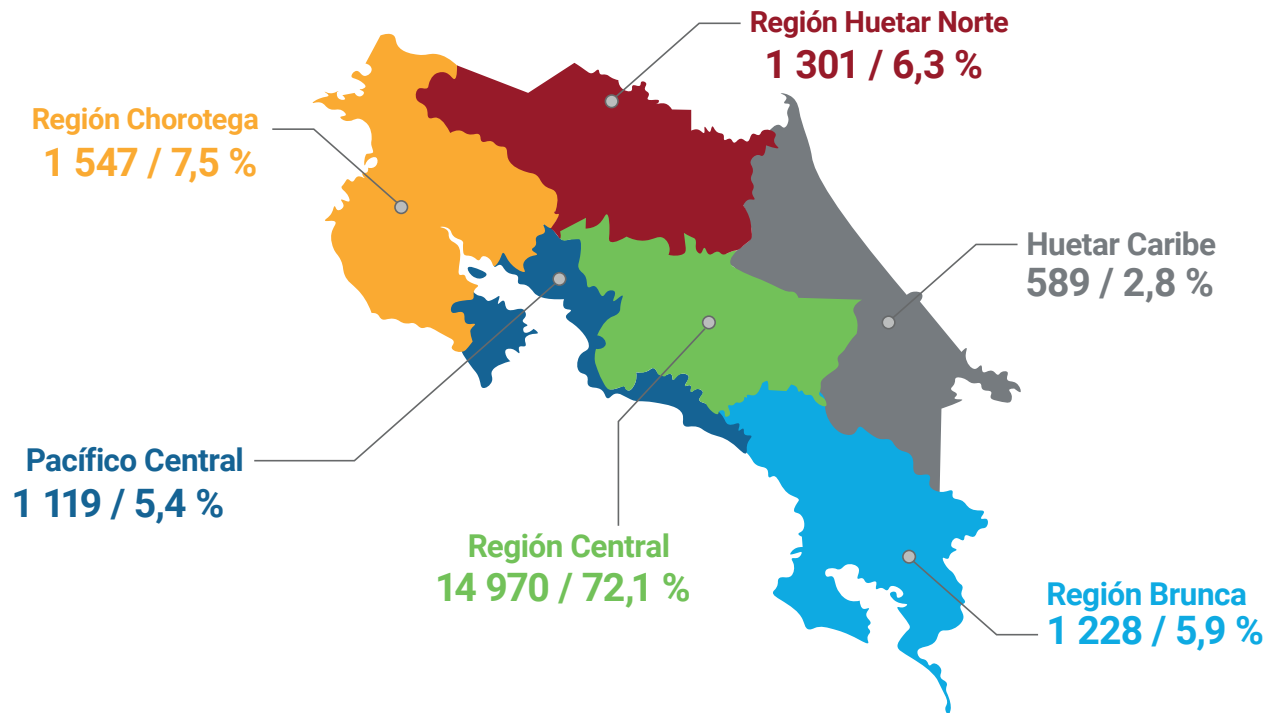 Región Huetar Norte
1 301 / 6,3 %
Región Chorotega
1 547 / 7,5 %
Huetar Caribe
589 / 2,8 %
Pacífico Central
1 119 / 5,4 %
Región Central
14 970 / 72,1 %
Región Brunca
1 228 / 5,9 %